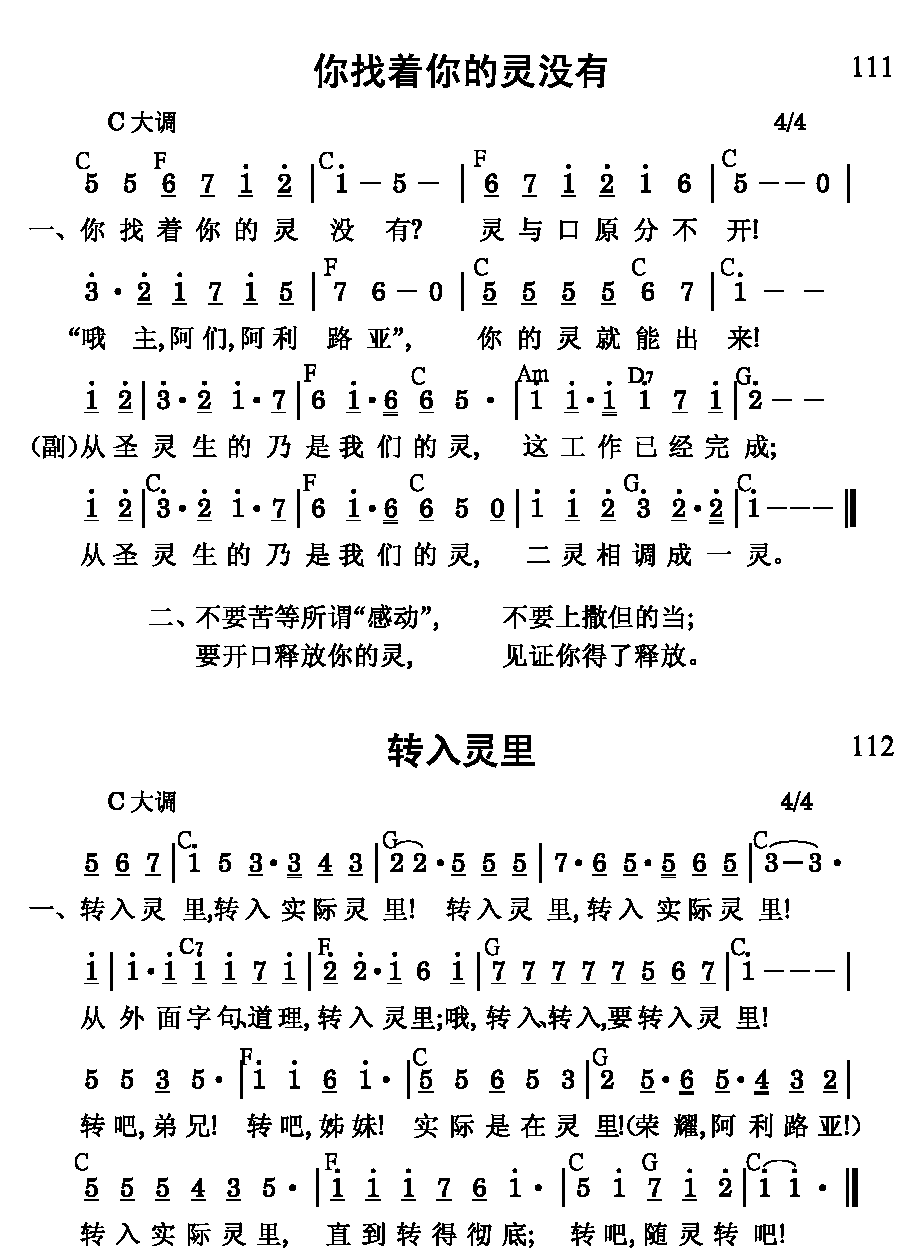 你找着你的灵没有 111
C 大调 4/4
C F C F C
5 5 6 7 1 2 | 1 — 5 — | 6 7 1 2 1 6 | 5 — — 0 |
一、你 找 着 你 的 灵 没 有? 灵 与 口 原 分 不 开!
F C C C
3 · 2 1 7 1 5 | 7 6 — 0 | 5 5 5 5 6 7 | 1 — —
“哦 主,阿 们,阿 利 路 亚”, 你 的 灵 就 能 出 来!
F C Am D7 G
1 2 | 3 · 2 1 · 7 | 6 1 · 6 6 5 · | 1 1 · 1 1 7 1 | 2 — —
(副)从 圣 灵 生 的 乃 是 我 们 的 灵, 这 工 作 已 经 完 成;
C F C G C
1 2 | 3 · 2 1 · 7 | 6 1 · 6 6 5 0 | 1 1 2 3 2 · 2 | 1 — — — ‖
从 圣 灵 生 的 乃 是 我 们 的 灵, 二 灵 相 调 成 一 灵。
二、不要苦等所谓“感动”, 不要上撒但的当;
要开口释放你的灵, 见证你得了释放。
转入灵里 112
C 大调 4/4
C G C
5 6 7 | 1 5 3 · 3 4 3 | 2 2 · 5 5 5 | 7 · 6 5 · 5 6 5 | 3 — 3 ·
一、转 入 灵 里,转 入 实 际 灵 里! 转 入 灵 里, 转 入 实 际 灵 里!
C7 F G C
1 | 1 · 1 1 1 7 1 | 2 2 · 1 6 1 | 7 7 7 7 7 5 6 7 | 1 — — — |
从 外 面 字 句、道 理, 转 入 灵 里;哦, 转 入、转 入,要 转 入 灵 里!
F C G
5 5 3 5 · | 1 1 6 1 · | 5 5 6 5 3 | 2 5 · 6 5 · 4 3 2 |
转 吧, 弟 兄! 转 吧, 姊 妹! 实 际 是 在 灵 里!(荣 耀,阿 利 路 亚!)
C F C G C
5 5 5 4 3 5 · | 1 1 1 7 6 1 · | 5 1 7 1 2 | 1 1 · ‖
转 入 实 际 灵 里, 直 到 转 得 彻 底; 转 吧,随 灵 转 吧!